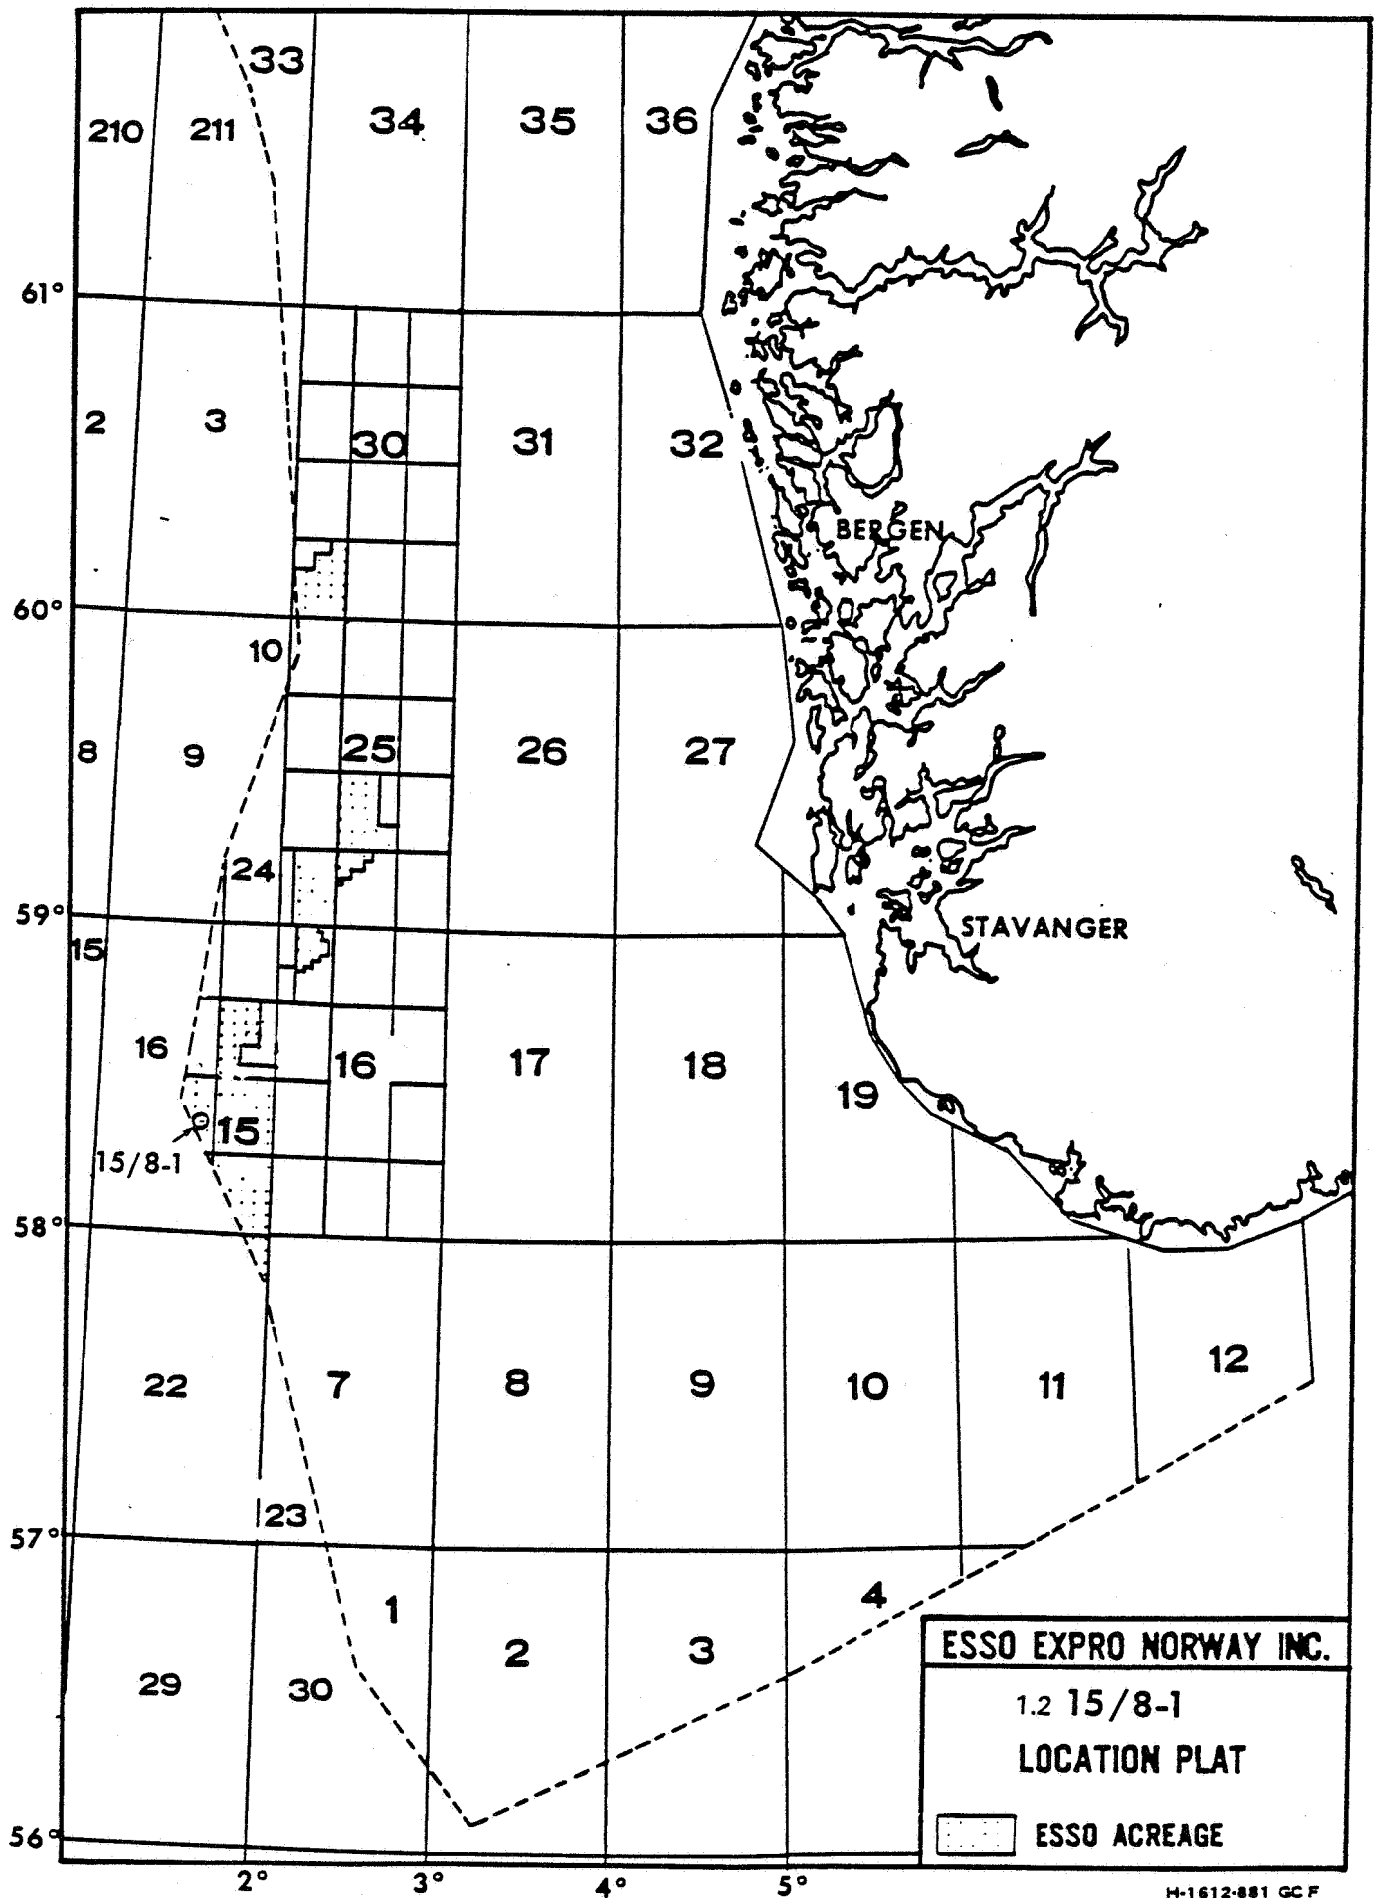 33
210 211 34 35 36
61°
2 3 30 31 32
BERGEN
60°
10
8 9 25 26 27
24
59°
15 STAVANGER
16 16 17 18 19
15
15/8-1
58°
22 7 8 9 10 11 12
23
57°
1 2 3 4
29 30
ESSO EXPRO NORWAY INC.
1.2 15/8-1
LOCATION PLAT
ESSO ACREAGE
56°
2° 3° 4° 5°
H-1612-881 GCF